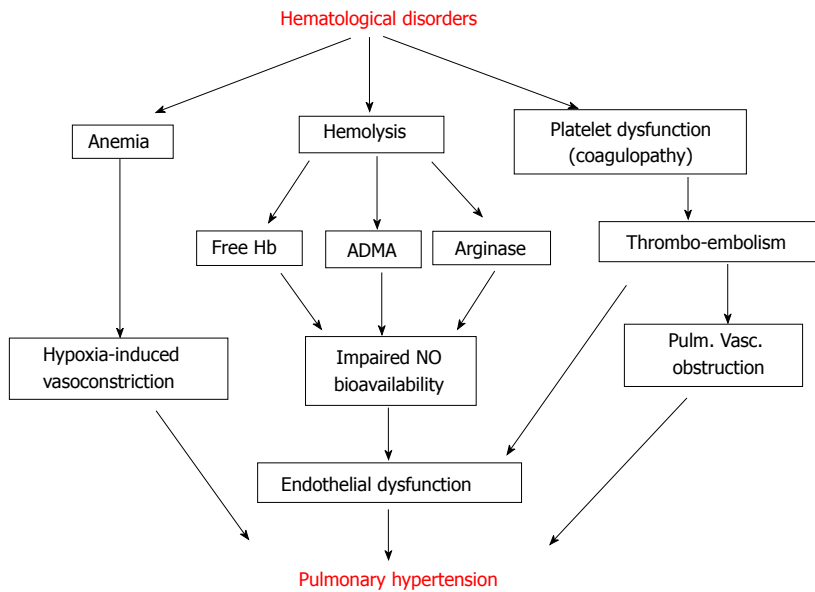 Hematological disorders
Anemia
Hemolysis
Platelet dysfunction
(coagulopathy)
Free Hb
ADMA
Arginase
Thrombo-embolism
Hypoxia-induced
vasoconstriction
Impaired NO
bioavailability
Pulm. Vasc.
obstruction
Endothelial dysfunction
Pulmonary hypertension